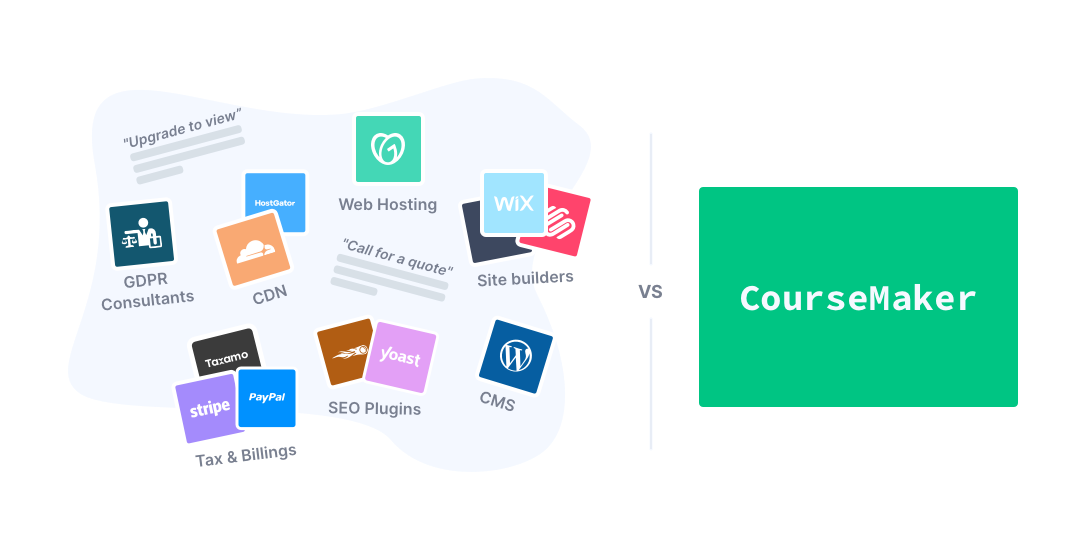 "Upgrade to view"
GDPR
Consultants
HostGator
CDN
Web Hosting
"Call for a quote"
WiX
Site builders
Taxamo
stripe
PayPal
Tax & Billings
yoast
SEO Plugins
CMS
VS
CourseMaker